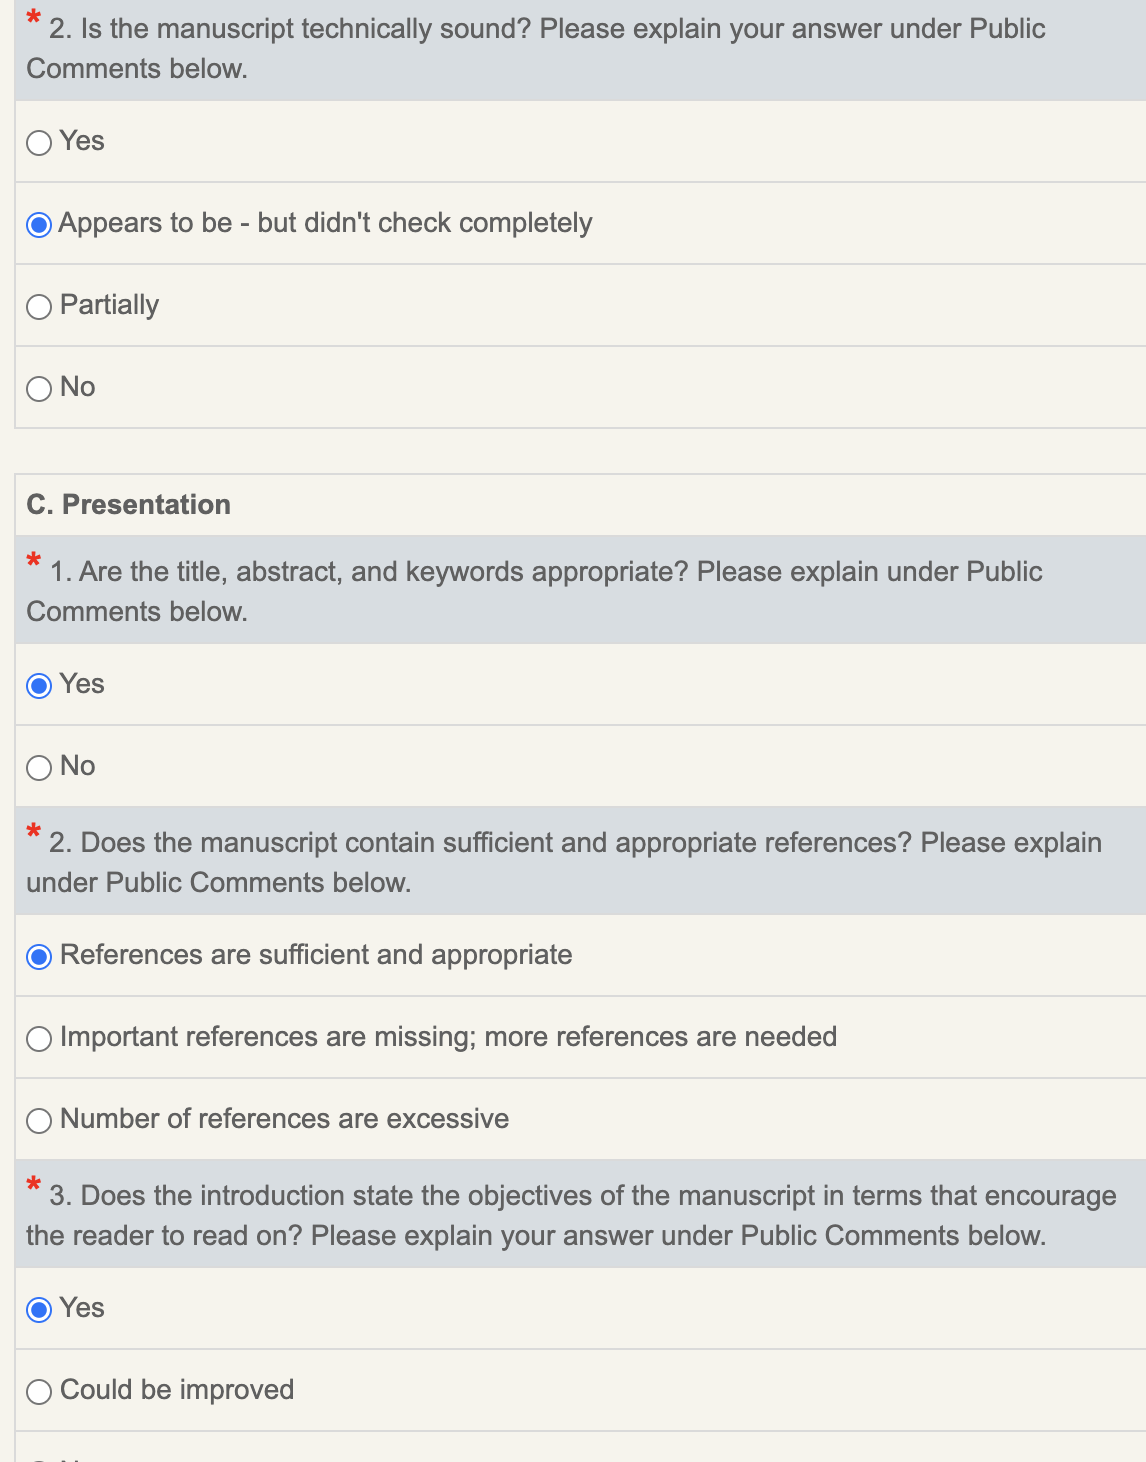 * 2. Is the manuscript technically sound? Please explain your answer under Public
Comments below.
Yes
Appears to be - but didn't check completely
Partially
No
C. Presentation
* 1. Are the title, abstract, and keywords appropriate? Please explain under Public
Comments below.
Yes
No
* 2. Does the manuscript contain sufficient and appropriate references? Please explain
under Public Comments below.
References are sufficient and appropriate
Important references are missing; more references are needed
Number of references are excessive
* 3. Does the introduction state the objectives of the manuscript in terms that encourage
the reader to read on? Please explain your answer under Public Comments below.
Yes
Could be improved